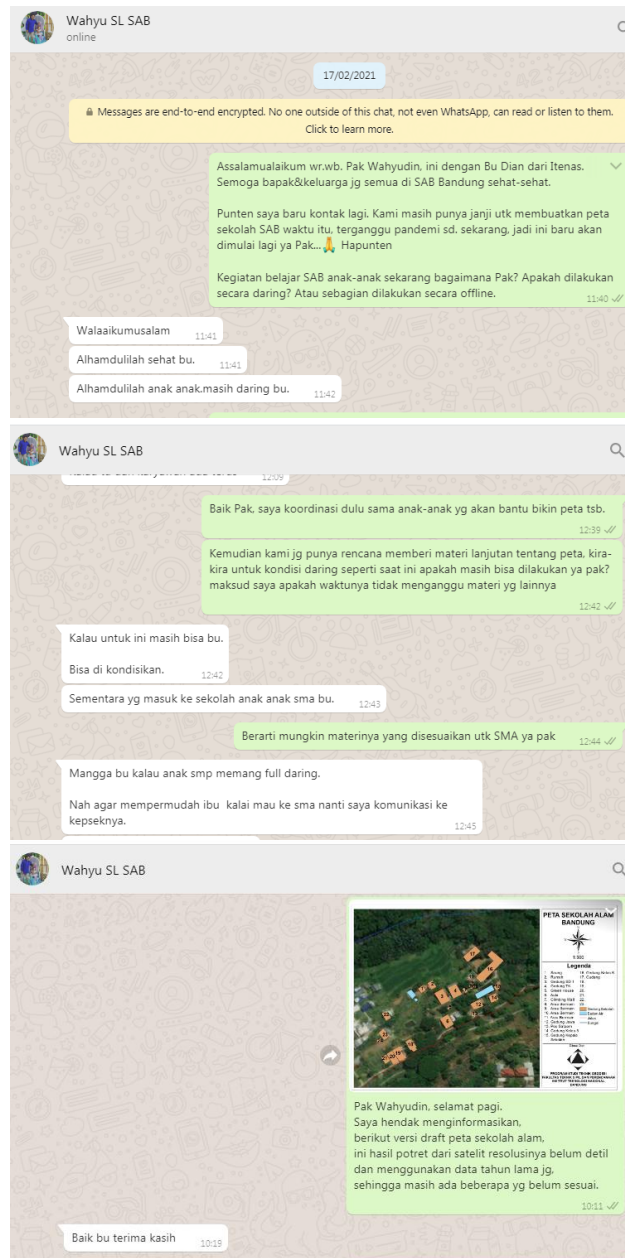 Wahyu SL SAB
online
17/02/2021
Messages are end-to-end encrypted. No one outside of this chat, not even WhatsApp, can read or listen to them.
Click to learn more.
Assalamualaikum wr.wb. Pak Wahyudin, ini dengan Bu Dian dari Itenas.
Semoga bapak&keluarga jg semua di SAB Bandung sehat-sehat.
Punten saya baru kontak lagi. Kami masih punya janji utk membuatkan peta
sekolah SAB waktu itu, terganggu pandemi sd. sekarang, jadi ini baru akan
dimulai lagi ya Pak...🙏 Hapunten
Kegiatan belajar SAB anak-anak sekarang bagaimana Pak? Apakah dilakukan
secara daring? Atau sebagian dilakukan secara offline.
11:40
Walaaikumusalam 11:41
Alhamdulilah sehat bu. 11:41
Alhamdulilah anak anak.masih daring bu. 11:42
Wahyu SL SAB
12:09
Baik Pak, saya koordinasi dulu sama anak-anak yg akan bantu bikin peta tsb.
12:39
Kemudian kami jg punya rencana memberi materi lanjutan tentang peta, kira-
kira untuk kondisi daring seperti saat ini apakah masih bisa dilakukan ya pak?
maksud saya apakah waktunya tidak menganggu materi yg lainnya
12:42
Kalau untuk ini masih bisa bu.
Bisa di kondisikan. 12:42
Sementara yg masuk ke sekolah anak anak sma bu. 12:43
Berarti mungkin materinya yang disesuaikan utk SMA ya pak 12:44
Mangga bu kalau anak smp memang full daring.
Nah agar mempermudah ibu kalai mau ke sma nanti saya komunikasi ke
kepseknya. 12:45
Wahyu SL SAB
PETA SEKOLAH ALAM
BANDUNG
Legenda
Pak Wahyudin, selamat pagi.
Saya hendak menginformasikan,
berikut versi draft peta sekolah alam,
ini hasil potret dari satelit resolusinya belum detil
dan menggunakan data tahun lama jg,
sehingga masih ada beberapa yg belum sesuai.
10:11
Baik bu terima kasih 10:19